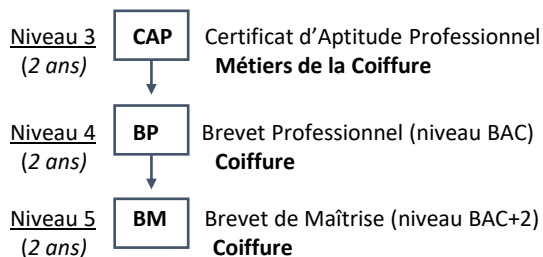 Niveau 3 CAP Certificat d’Aptitude Professionnel
(2 ans) Métiers de la Coiffure
Niveau 4 BP Brevet Professionnel (niveau BAC)
(2 ans) Coiffure
Niveau 5 BM Brevet de Maîtrise (niveau BAC+2)
(2 ans) Coiffure